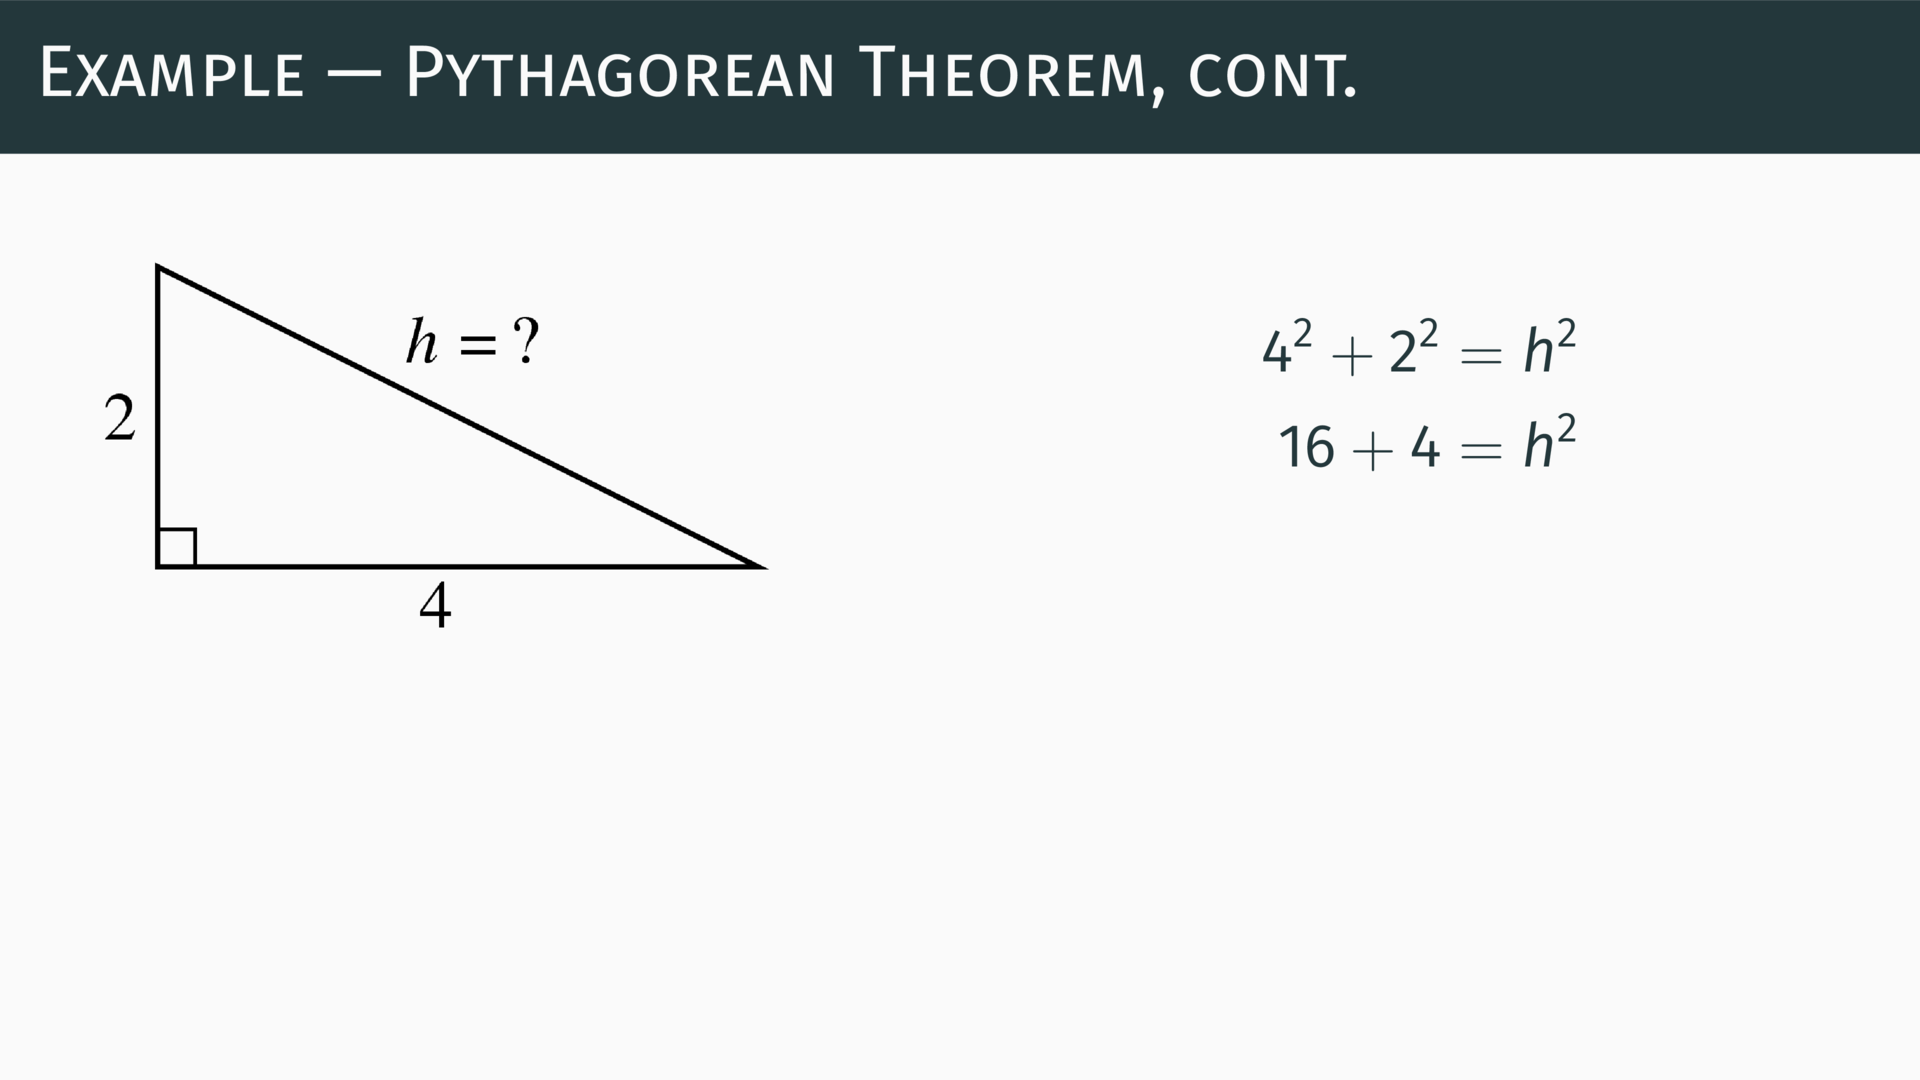 Example — Pythagorean Theorem, cont.
h = ?
2
4
4² + 2² = h²
16 + 4 = h²